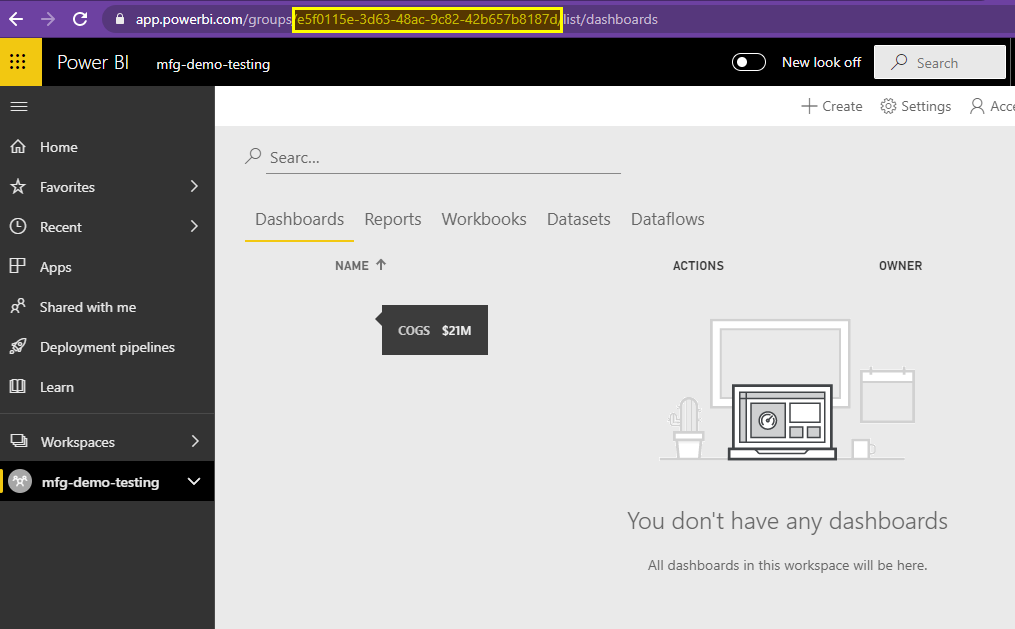 app.powerbi.com/groups/e5f0115e-3d63-48ac-9c82-42b657b8187d/list/dashboards
Power BI mfg-demo-testing New look off Search
Create Settings Acce
Home
Searc...
Favorites
Dashboards Reports Workbooks Datasets Dataflows
Recent
Apps
NAME ACTIONS OWNER
Shared with me
COGS $21M
Deployment pipelines
Learn
Workspaces
mfg-demo-testing
You don't have any dashboards
All dashboards in this workspace will be here.